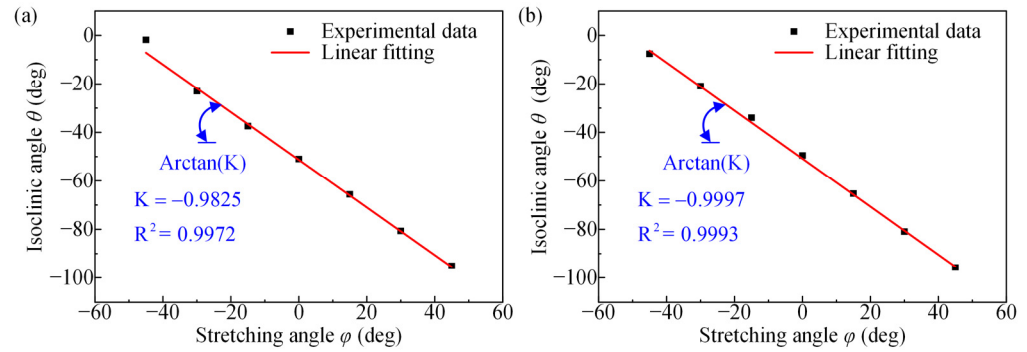 (a)
Experimental data
Linear fitting
Isoclinic angle θ (deg)
0
−20
−40
−60
−80
−100
Arctan(K)
K = −0.9825
R² = 0.9972
−60 −40 −20 0 20 40 60
Stretching angle φ (deg)
(b)
Experimental data
Linear fitting
Isoclinic angle θ (deg)
0
−20
−40
−60
−80
−100
Arctan(K)
K = −0.9997
R² = 0.9993
−60 −40 −20 0 20 40 60
Stretching angle φ (deg)